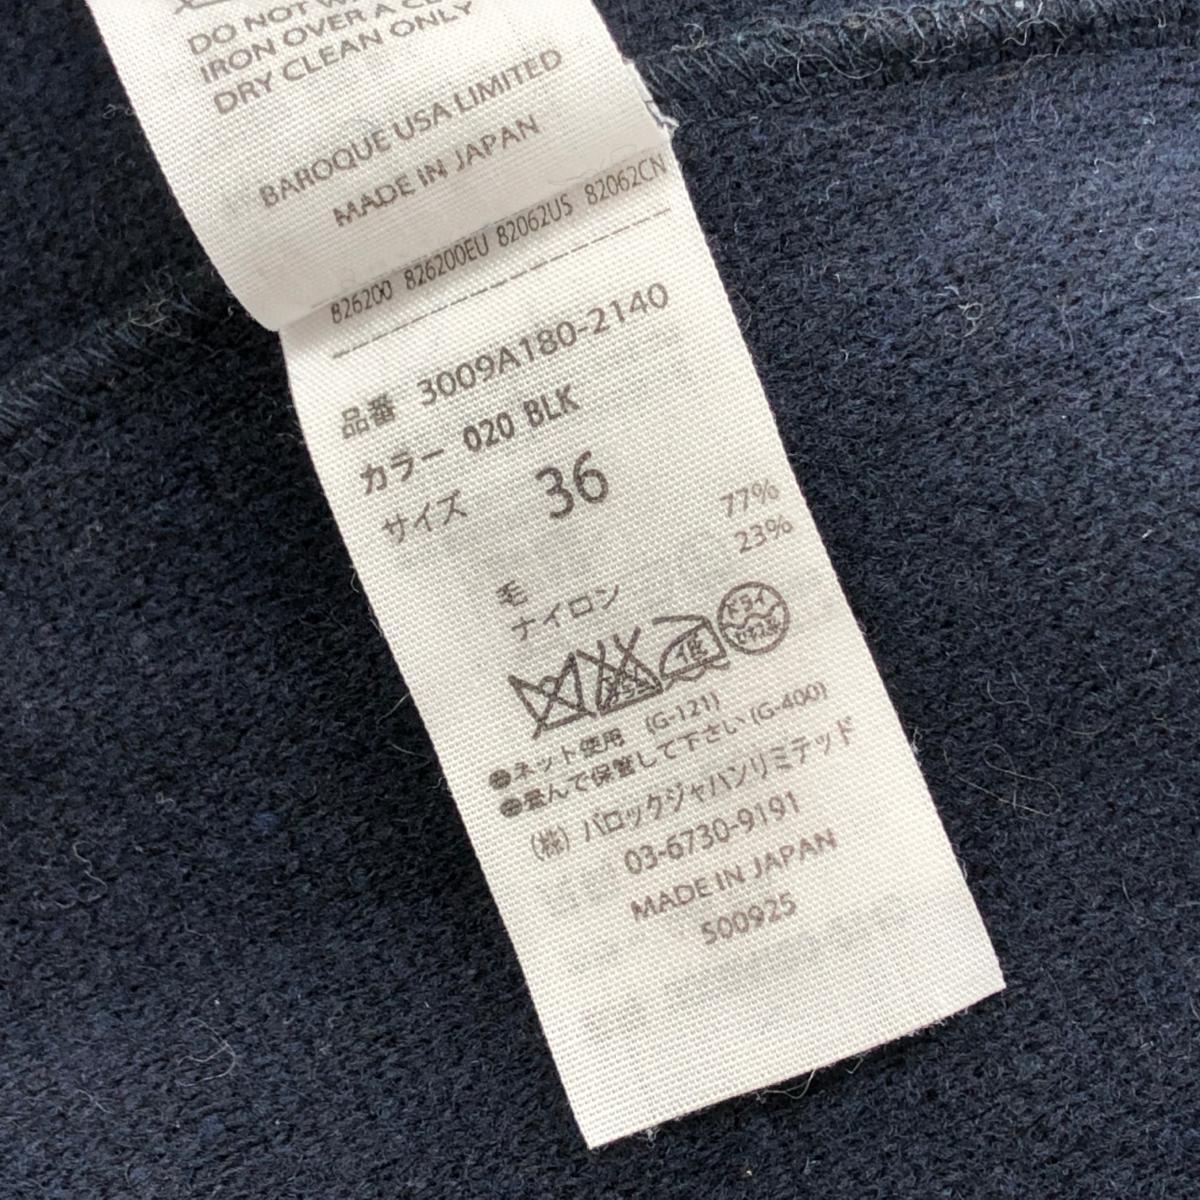 DO NOT
IRON OVER A
DRY CLEAN ONLY
BAROQUE USA LIMITED
MADE IN JAPAN
826200 826200EU 82062US 82062CN
品番 3009A180-2140
カラー 020 BLK
サイズ 36
毛 77%
ナイロン 23%
ドライ
●ネット使用 (G-121)
●畳んで保管して下さい(G-400)
(株) バロックジャパンリミテッド
03-6730-9191
MADE IN JAPAN
500925